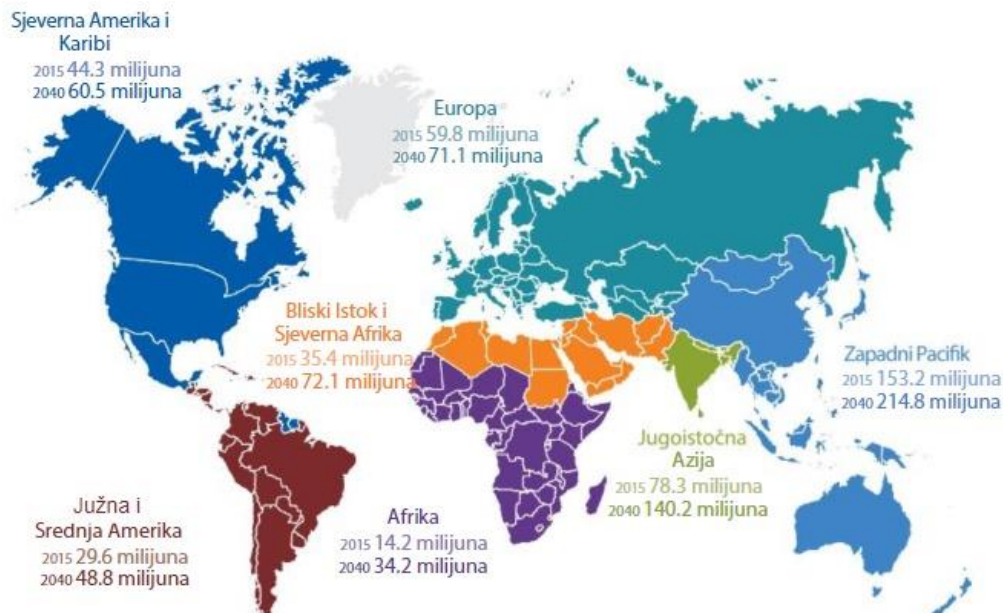 Sjeverna Amerika i
Karibi
2015 44.3 milijuna
2040 60.5 milijuna
Europa
2015 59.8 milijuna
2040 71.1 milijuna
Bliski Istok i
Sjeverna Afrika
2015 35.4 milijuna
2040 72.1 milijuna
Zapadni Pacifik
2015 153.2 milijuna
2040 214.8 milijuna
Jugoistočna
Azija
2015 78.3 milijuna
2040 140.2 milijuna
Južna i
Srednja Amerika
2015 29.6 milijuna
2040 48.8 milijuna
Afrika
2015 14.2 milijuna
2040 34.2 milijuna